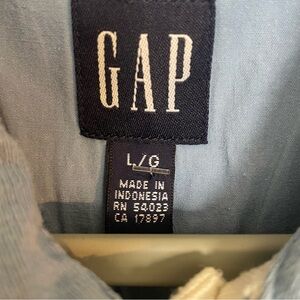 GAP
L/G
MADE IN
INDONESIA
RN 54023
CA 17897